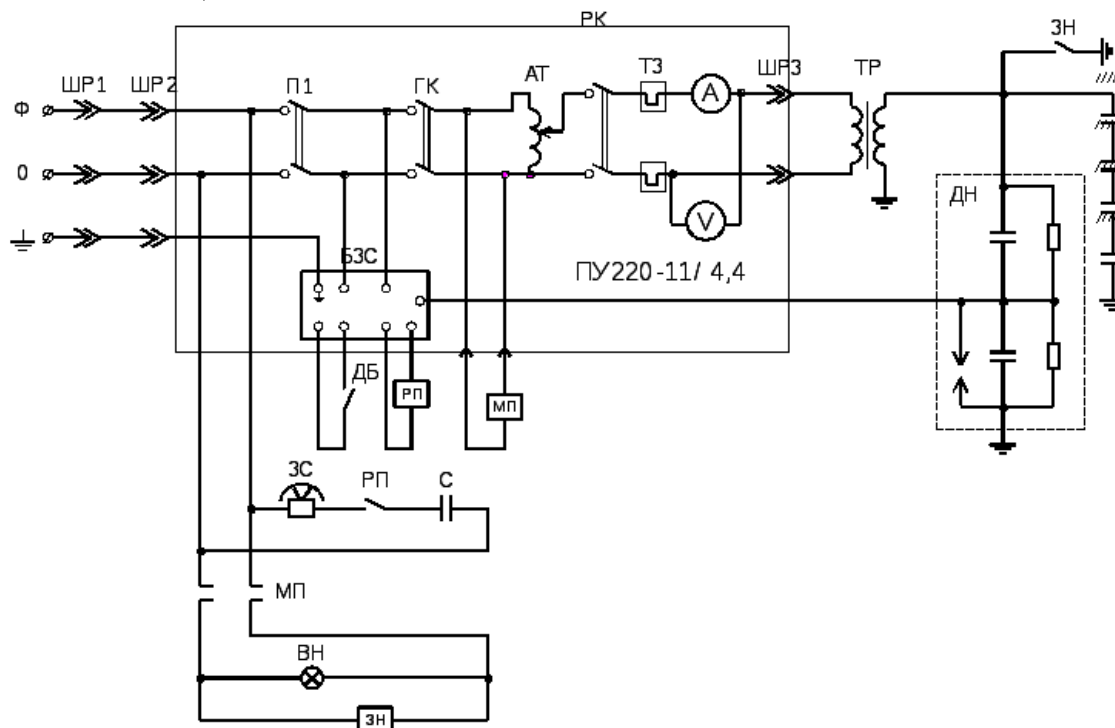 РК
ЗН
ШР1 ШР2 П1 ГК АТ ТЗ ШР3 ТР
Ф
А
0
ДН
V
БЗС
ПУ220-11/ 4,4
ДБ
РП
МП
ЗС РП С
МП
ВН
ЗН